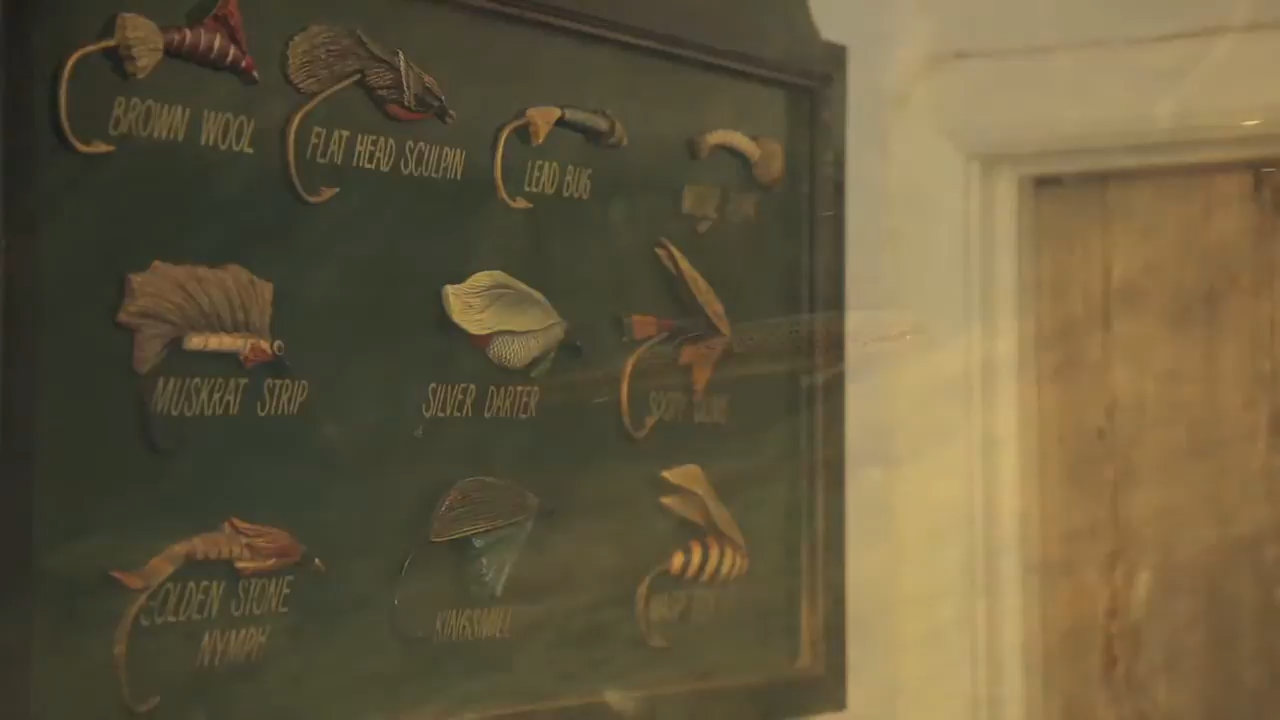 BROWN WOOL
FLAT HEAD SCULPIN
LEAD BUG
MUSKRAT STRIP
SILVER DARTER
GOLDEN STONE
NYMPH
KINGSMILL